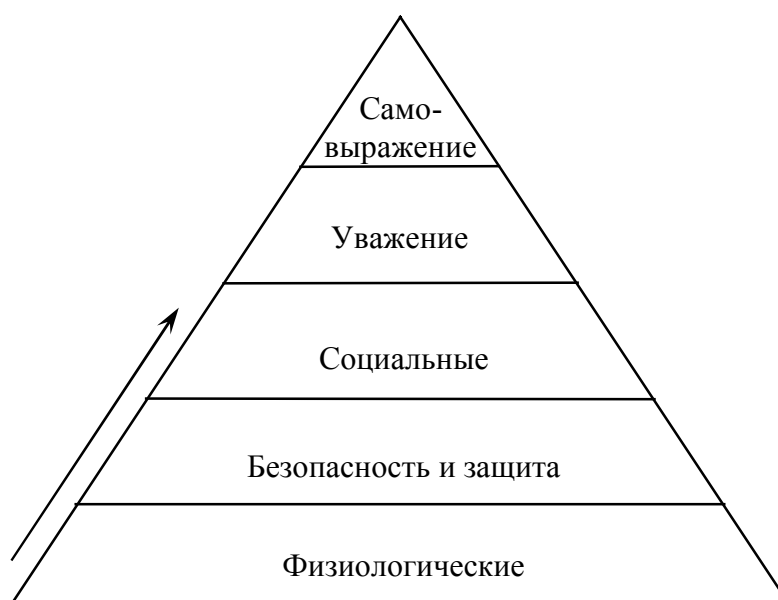 Само-
выражение
Уважение
Социальные
Безопасность и защита
Физиологические